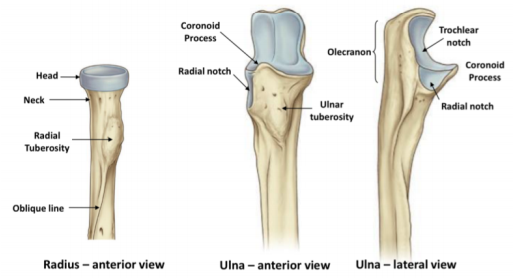 Head
Neck
Radial
Tuberosity
Oblique line
Radius – anterior view
Coronoid
Process
Radial notch
Ulnar
tuberosity
Ulna – anterior view
Olecranon
Trochlear
notch
Coronoid
Process
Radial notch
Ulna – lateral view